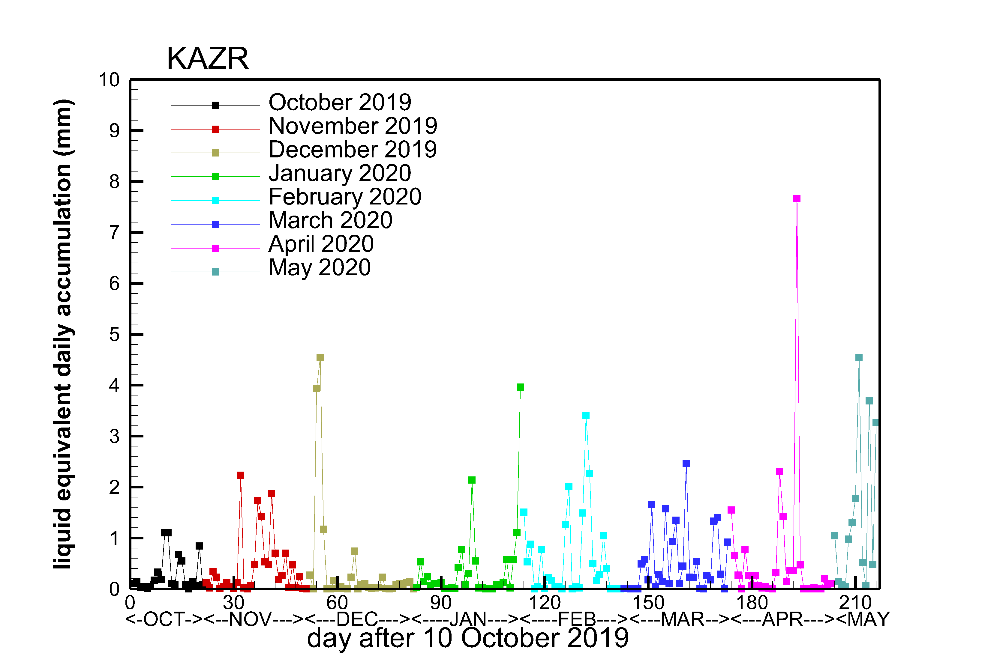 KAZR
10
9
8
7
6
5
4
3
2
1
0
liquid equivalent daily accumulation (mm)
October 2019
November 2019
December 2019
January 2020
February 2020
March 2020
April 2020
May 2020
0 30 60 90 120 150 180 210
<-OCT-><--NOV---><---DEC---><----JAN---><----FEB---><---MAR--><---APR---><MAY
day after 10 October 2019